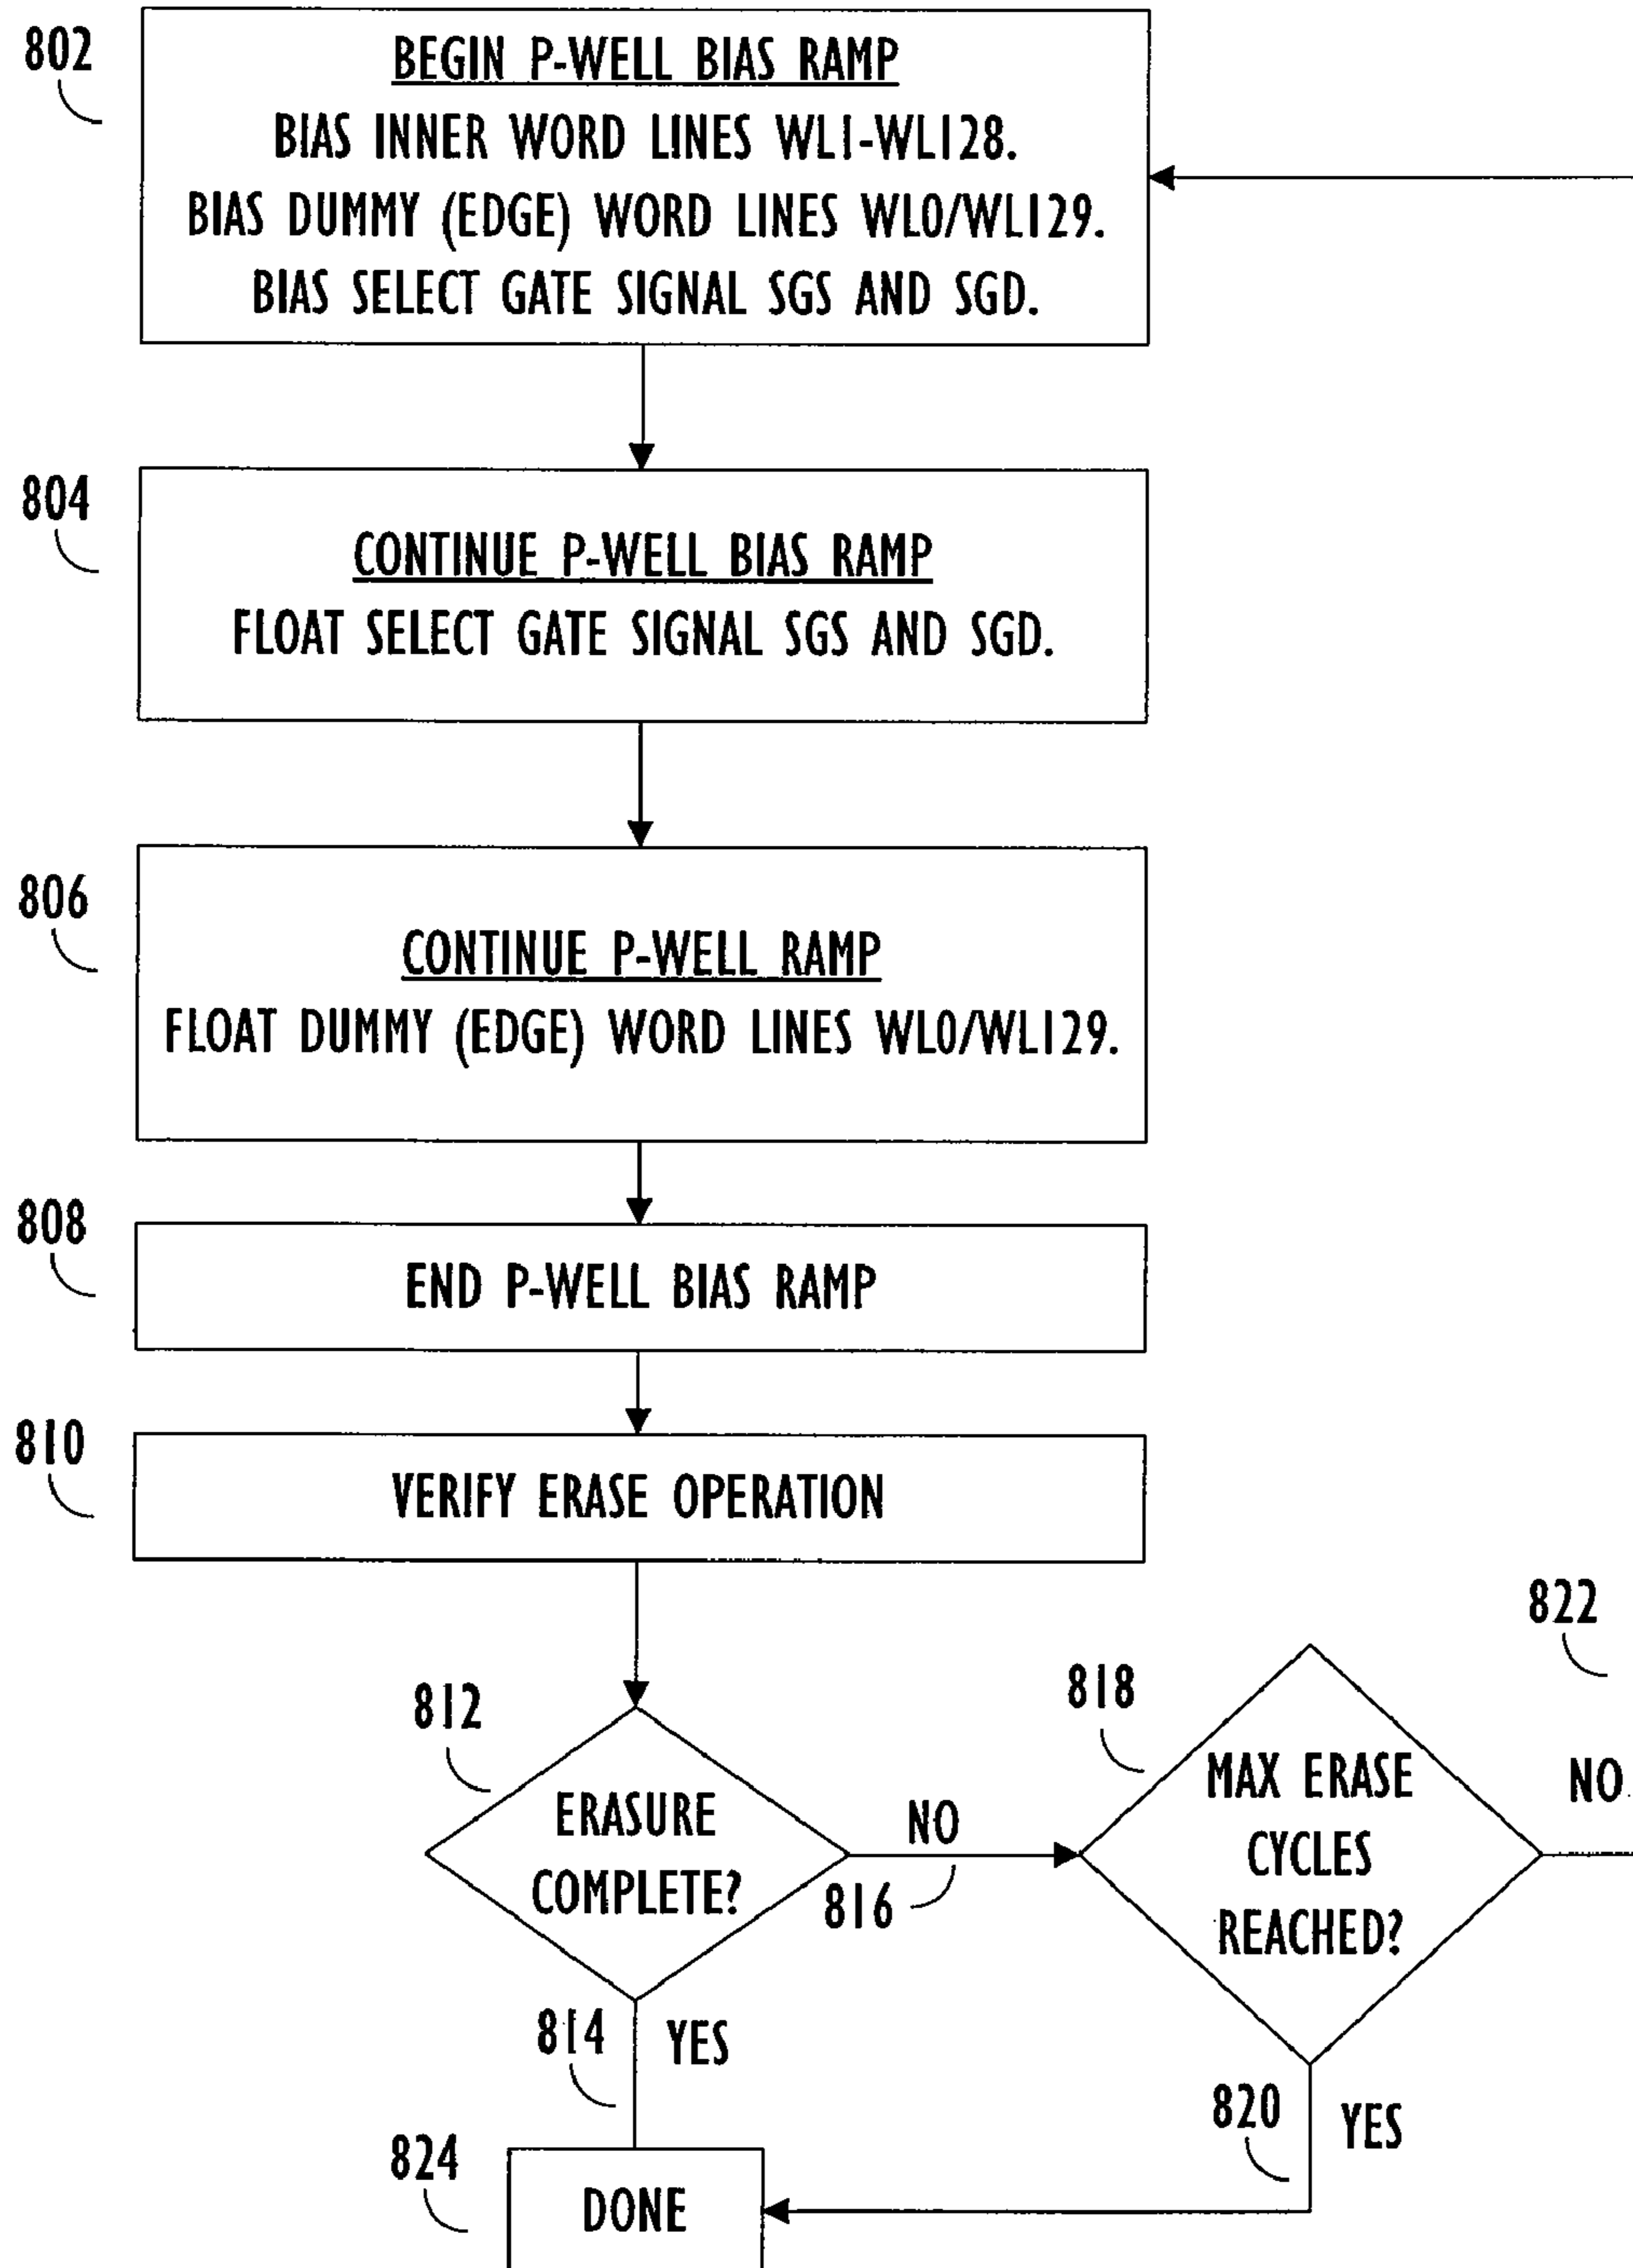 802
BEGIN P-WELL BIAS RAMP
BIAS INNER WORD LINES WL1-WL128.
BIAS DUMMY (EDGE) WORD LINES WL0/WL129.
BIAS SELECT GATE SIGNAL SGS AND SGD.
804
CONTINUE P-WELL BIAS RAMP
FLOAT SELECT GATE SIGNAL SGS AND SGD.
806
CONTINUE P-WELL RAMP
FLOAT DUMMY (EDGE) WORD LINES WL0/WL129.
808
END P-WELL BIAS RAMP
810
VERIFY ERASE OPERATION
812
ERASURE
COMPLETE?
NO
816
818
MAX ERASE
CYCLES
REACHED?
822
NO
814
YES
820
YES
824
DONE